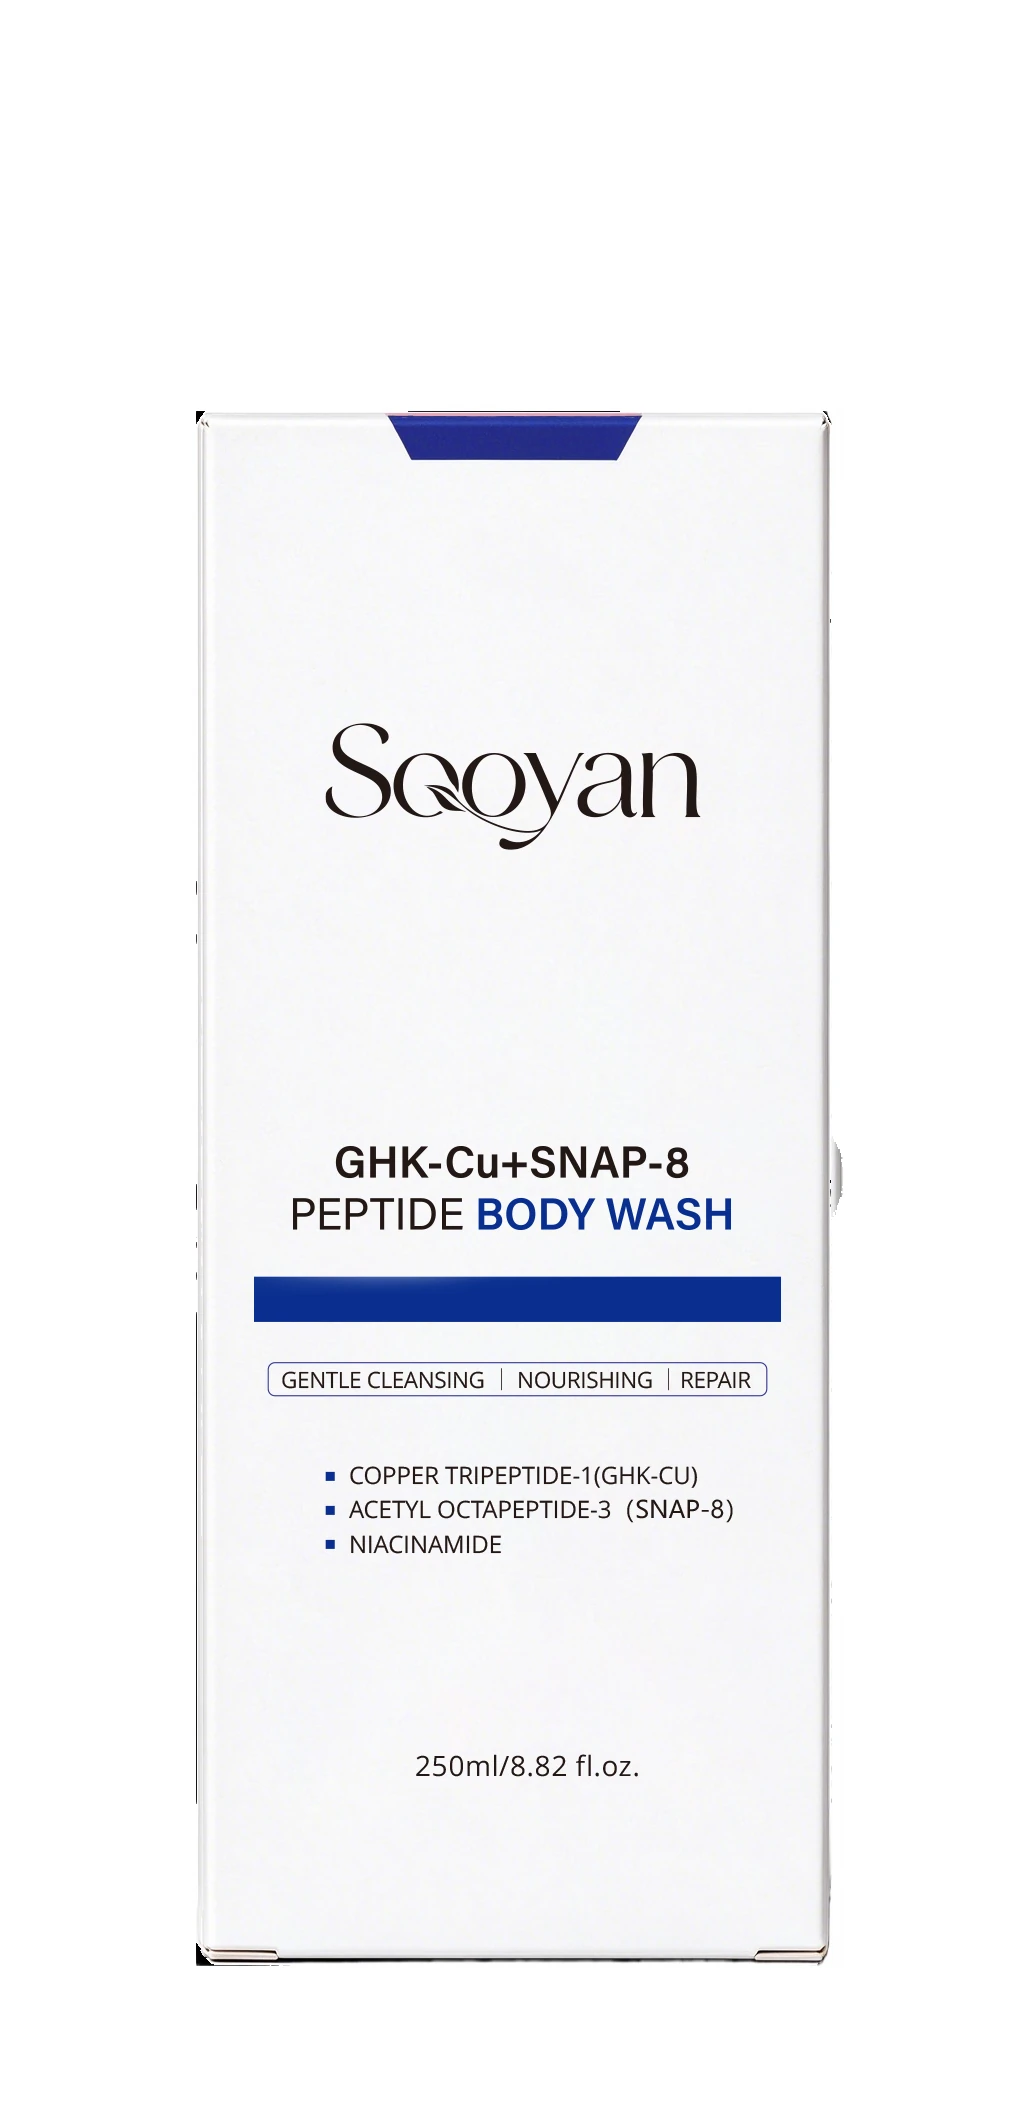 Seoyan
GHK-Cu+SNAP-8
PEPTIDE BODY WASH
GENTLE CLEANSING | NOURISHING | REPAIR
COPPER TRIPEPTIDE-1(GHK-CU)
ACETYL OCTAPEPTIDE-3 (SNAP-8)
NIACINAMIDE
250ml/8.82 fl.oz.